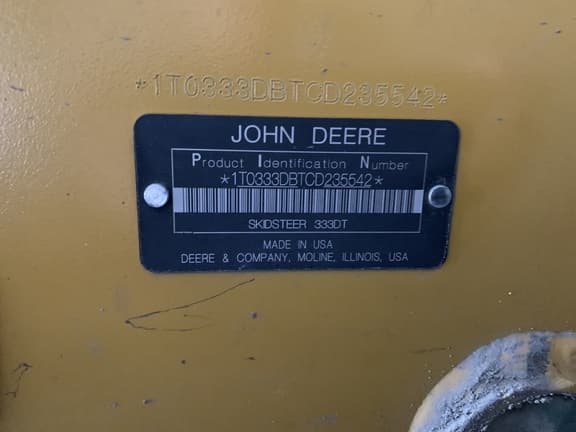 *1T0333DBTCD235542*
JOHN DEERE
Product Identification Number
*1T0333DBTCD235542*
SKIDSTEER 333DT
MADE IN USA
DEERE & COMPANY, MOLINE, ILLINOIS, USA